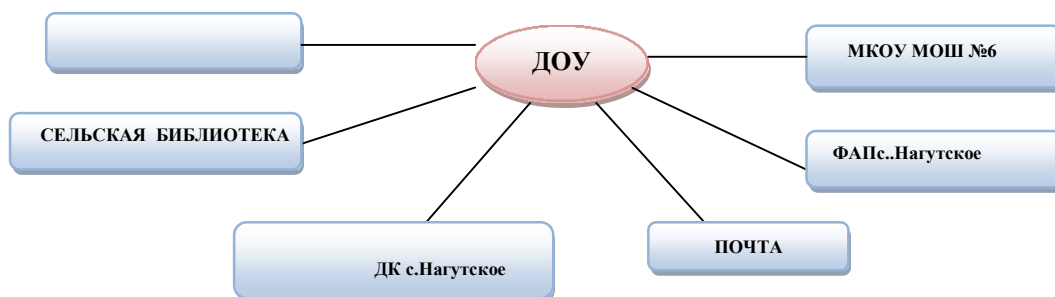 ДОУ
МКОУ МОШ №6
СЕЛЬСКАЯ БИБЛИОТЕКА
ФАПс..Нагутское
ПОЧТА
ДК с.Нагутское